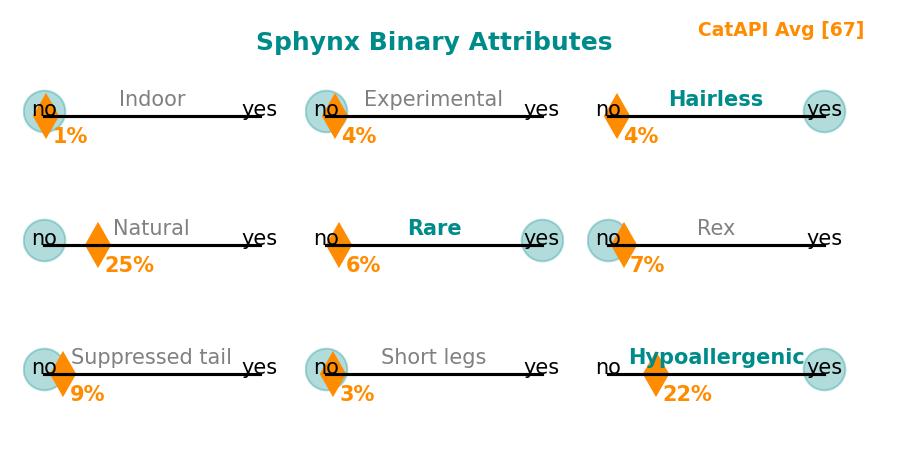 Sphynx Binary Attributes
CatAPI Avg [67]
no Indoor yes
1%
no Experimental yes
4%
no Hairless yes
4%
no Natural yes
25%
no Rare yes
6%
no Rex yes
7%
no Suppressed tail yes
9%
no Short legs yes
3%
no Hypoallergenic yes
22%